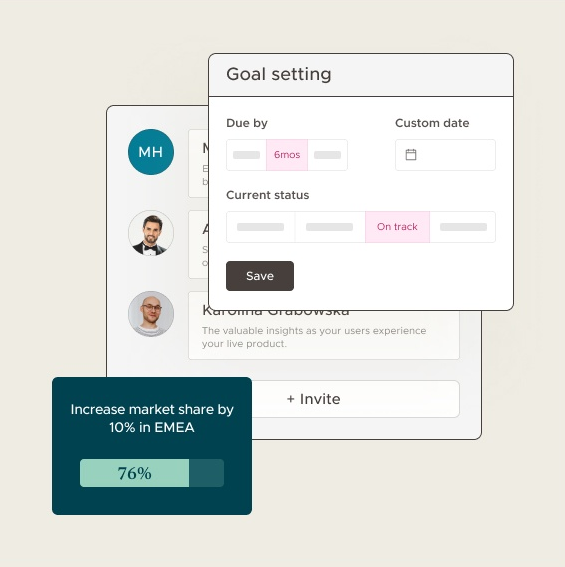 Goal setting
Due by
Custom date
6mos
Current status
On track
Save
MH
Karolina Grabowska
The valuable insights as your users experience
your live product.
+ Invite
Increase market share by
10% in EMEA
76%